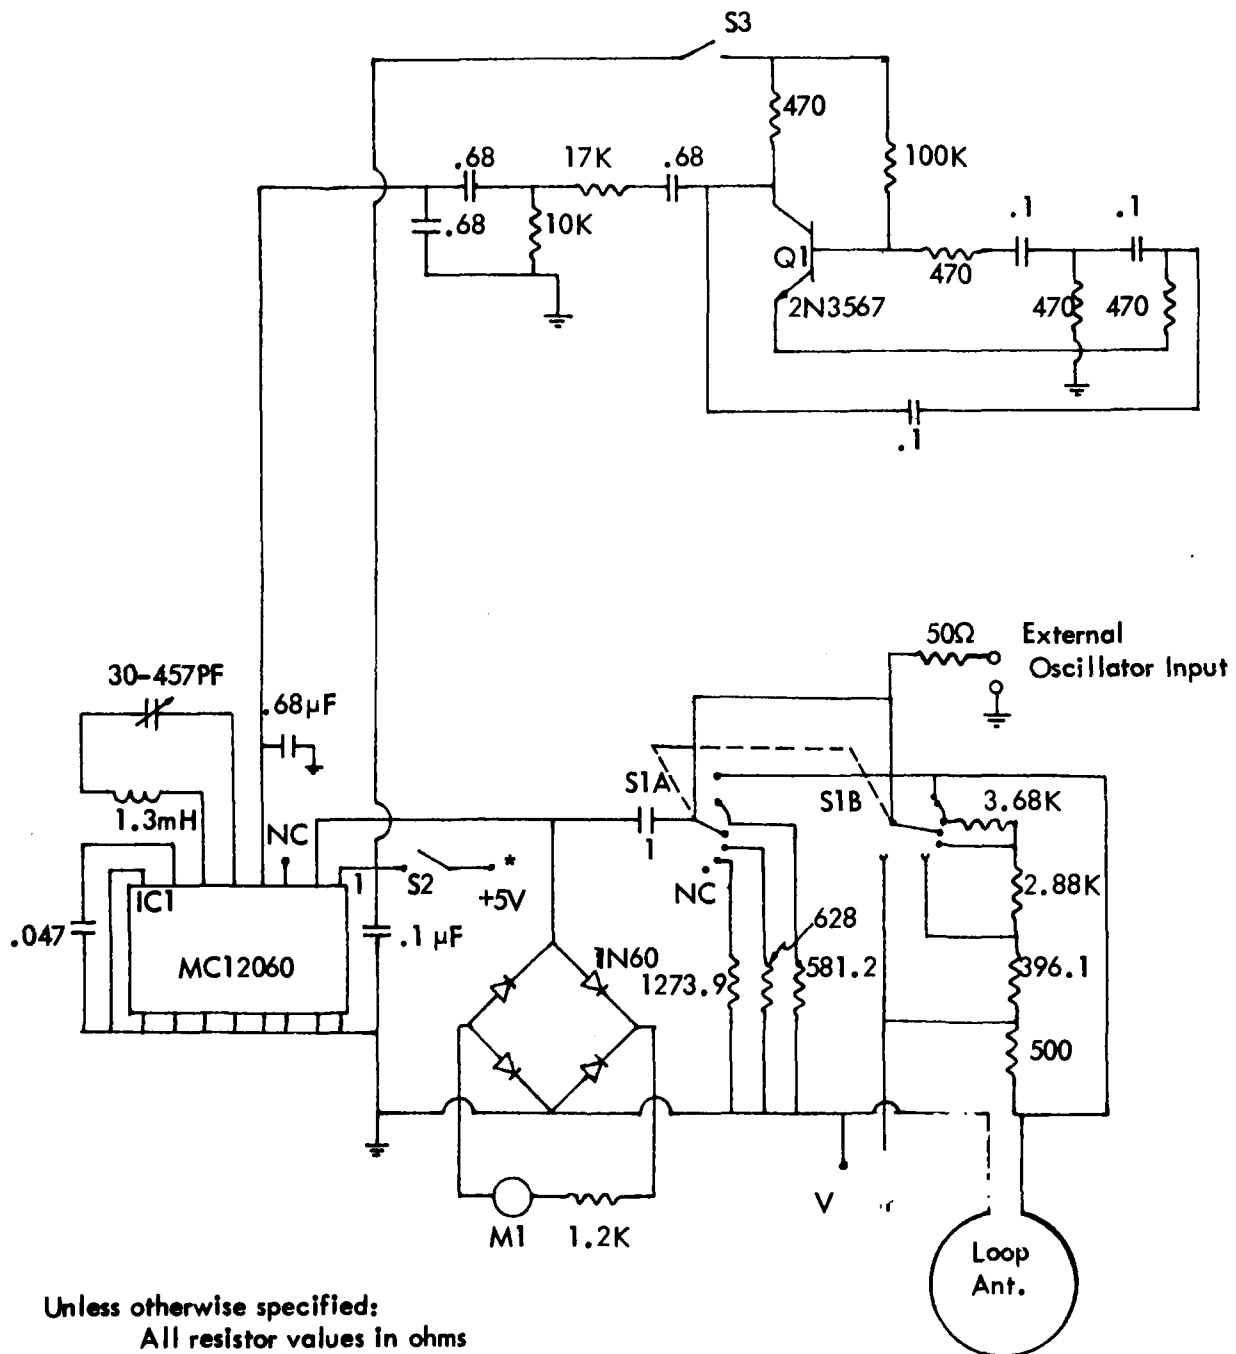 S3
470
100K
.68
17K
.68
.68
10K
Q1
2N3567
470
.1
.1
470
470
.1
50Ω
External
Oscillator Input
30-457PF
.68µF
1.3mH
NC
S1A
S1B
3.68K
1
S2
*
+5V
1
NC
2.88K
IC1
.047
MC12060
.1 µF
1N60
628
1273.9
581.2
396.1
500
V
M1
1.2K
Loop
Ant.
Unless otherwise specified:
All resistor values in ohms